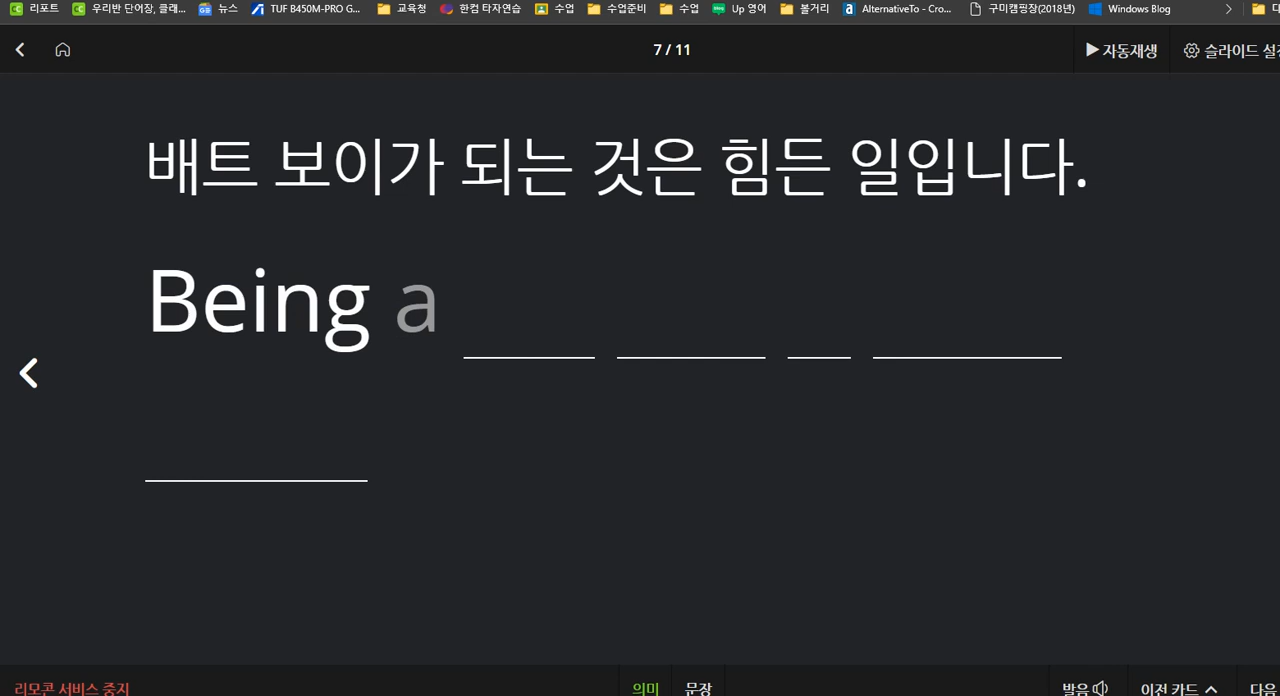 리포트 우리반 단어장, 클래... 뉴스 TUF B450M-PRO G... 교육청 한컴 타자연습 수업 수업준비 수업 Up 영어 볼거리 AlternativeTo - Cro... 구미캠핑장(2018년) Windows Blog
7 / 11 자동재생 슬라이드 설정
배트 보이가 되는 것은 힘든 일입니다.
Being a
리모콘 서비스 중지 의미 문장 발음 이전 카드 다음